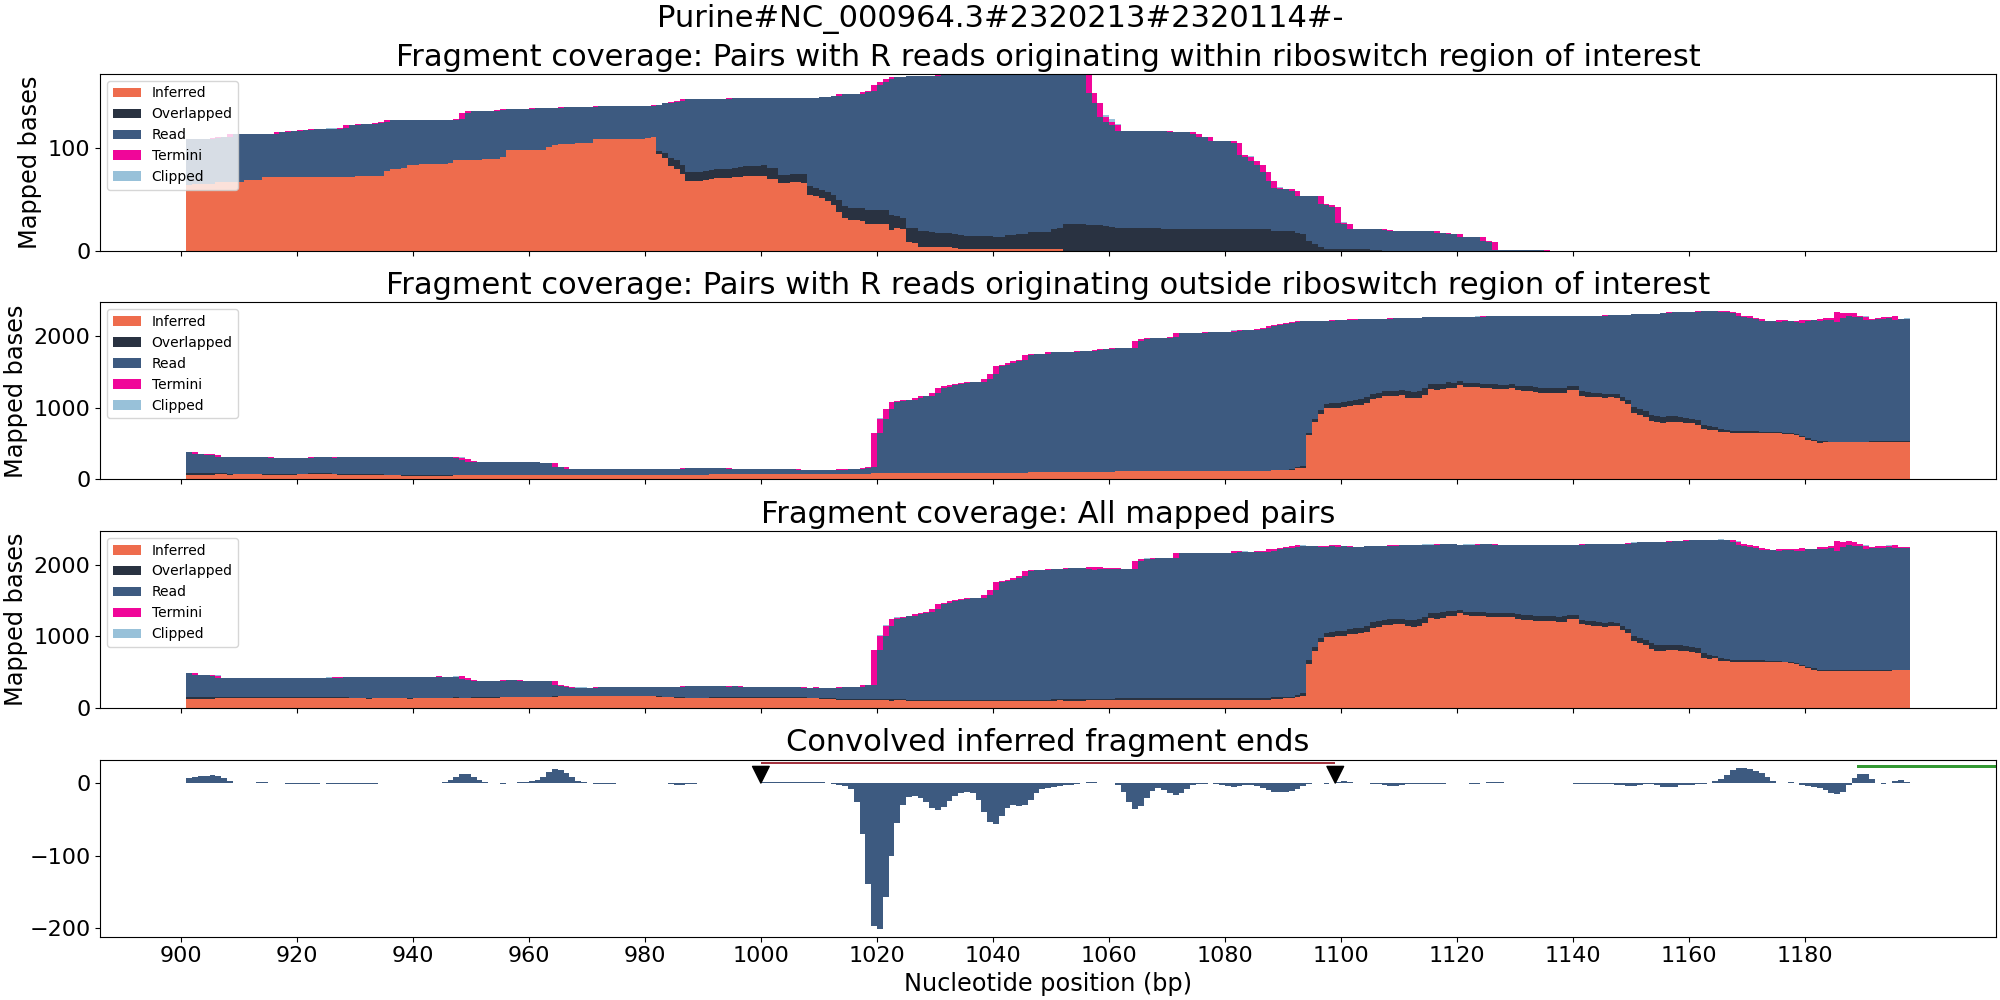 Purine#NC_000964.3#2320213#2320114#-
Fragment coverage: Pairs with R reads originating within riboswitch region of interest
Mapped bases
100
0
Inferred
Overlapped
Read
Termini
Clipped
Fragment coverage: Pairs with R reads originating outside riboswitch region of interest
Mapped bases
2000
1000
0
Inferred
Overlapped
Read
Termini
Clipped
Fragment coverage: All mapped pairs
Mapped bases
2000
1000
0
Inferred
Overlapped
Read
Termini
Clipped
Convolved inferred fragment ends
0
−100
−200
900 920 940 960 980 1000 1020 1040 1060 1080 1100 1120 1140 1160 1180
Nucleotide position (bp)